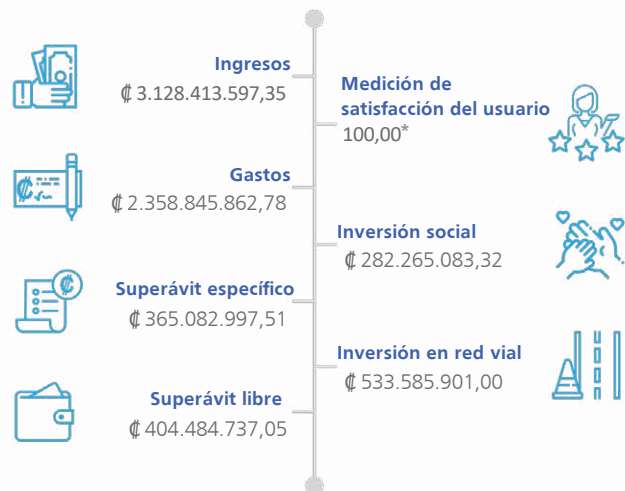 Ingresos
₡ 3.128.413.597,35
Medición de
satisfacción del usuario
100,00*
Gastos
₡ 2.358.845.862,78
Inversión social
₡ 282.265.083,32
Superávit específico
₡ 365.082.997,51
Inversión en red vial
₡ 533.585.901,00
Superávit libre
₡ 404.484.737,05